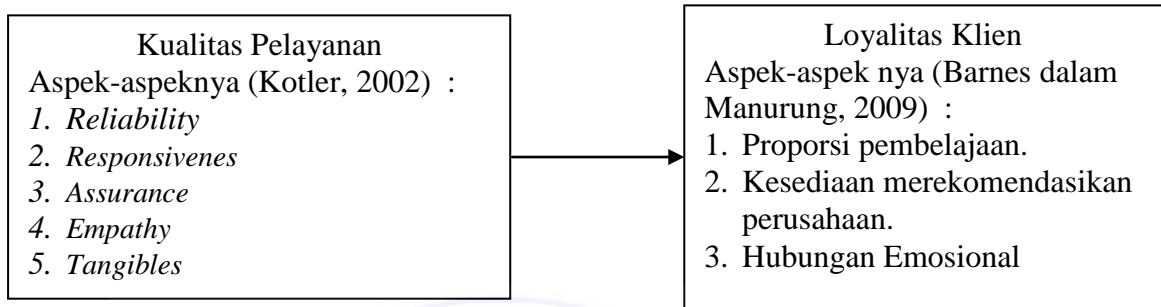 Kualitas Pelayanan
Aspek-aspeknya (Kotler, 2002)  :
1. Reliability
2. Responsivenes
3. Assurance
4. Empathy
5. Tangibles
Loyalitas Klien
Aspek-aspek nya (Barnes dalam
Manurung, 2009)  :
1. Proporsi pembelajaan.
2. Kesediaan merekomendasikan
perusahaan.
3. Hubungan Emosional